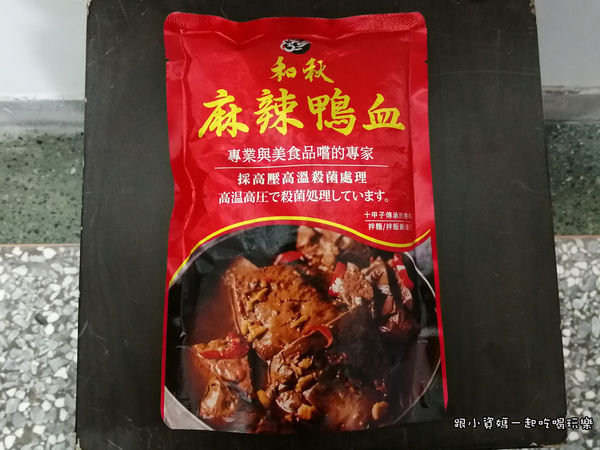 和秋
麻辣鴨血
專業與美食品嚐的專家
採高壓高溫殺菌處理
高温高圧で殺菌処理しています。
十甲子傳承的
拌麵/拌飯新
跟小資媽一起吃喝玩樂